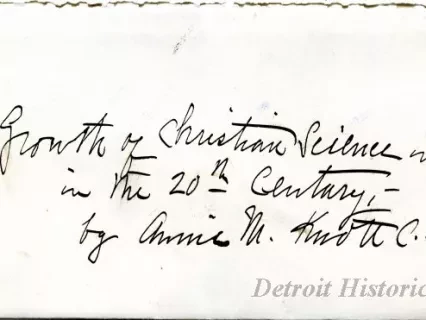 Growth of Christian Science
in the 20th Century,-
by Annie M. Knott C.
Detroit Historic